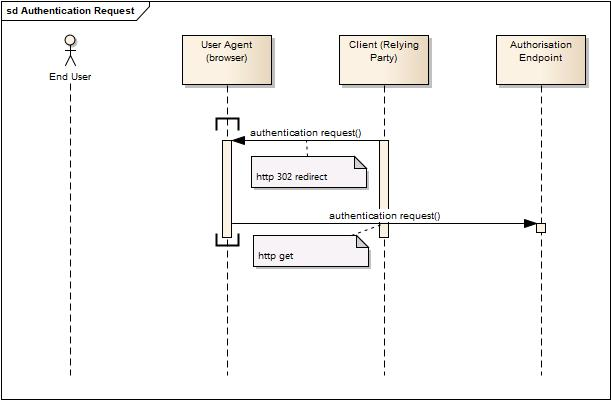 sd Authentication Request
End User
User Agent
(browser)
Client (Relying
Party)
Authorisation
Endpoint
authentication request()
http 302 redirect
authentication request()
http get